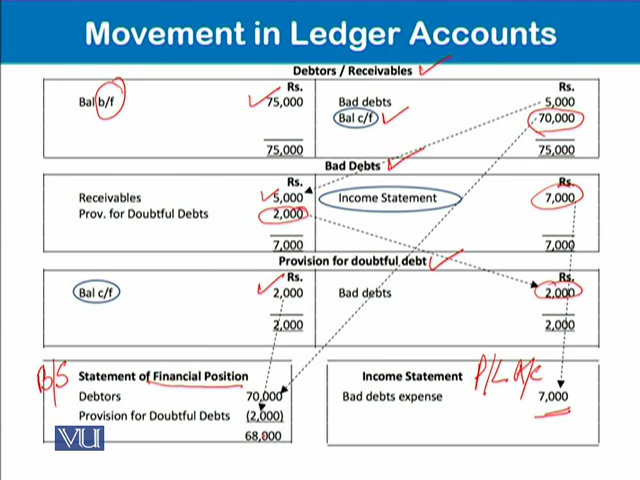 Movement in Ledger Accounts
Debtors / Receivables
Rs. Rs.
Bal b/f 75,000 Bad debts 5,000
Bal c/f 70,000
75,000 75,000
Bad Debts
Rs. Rs.
Receivables 5,000 Income Statement 7,000
Prov. for Doubtful Debts 2,000
7,000 7,000
Provision for doubtful debt
Rs. Rs.
Bal c/f 2,000 Bad debts 2,000
2,000 2,000
B/S Statement of Financial Position
Debtors 70,000
Provision for Doubtful Debts (2,000)
68,000
Income Statement P/L A/c
Bad debts expense 7,000
VU